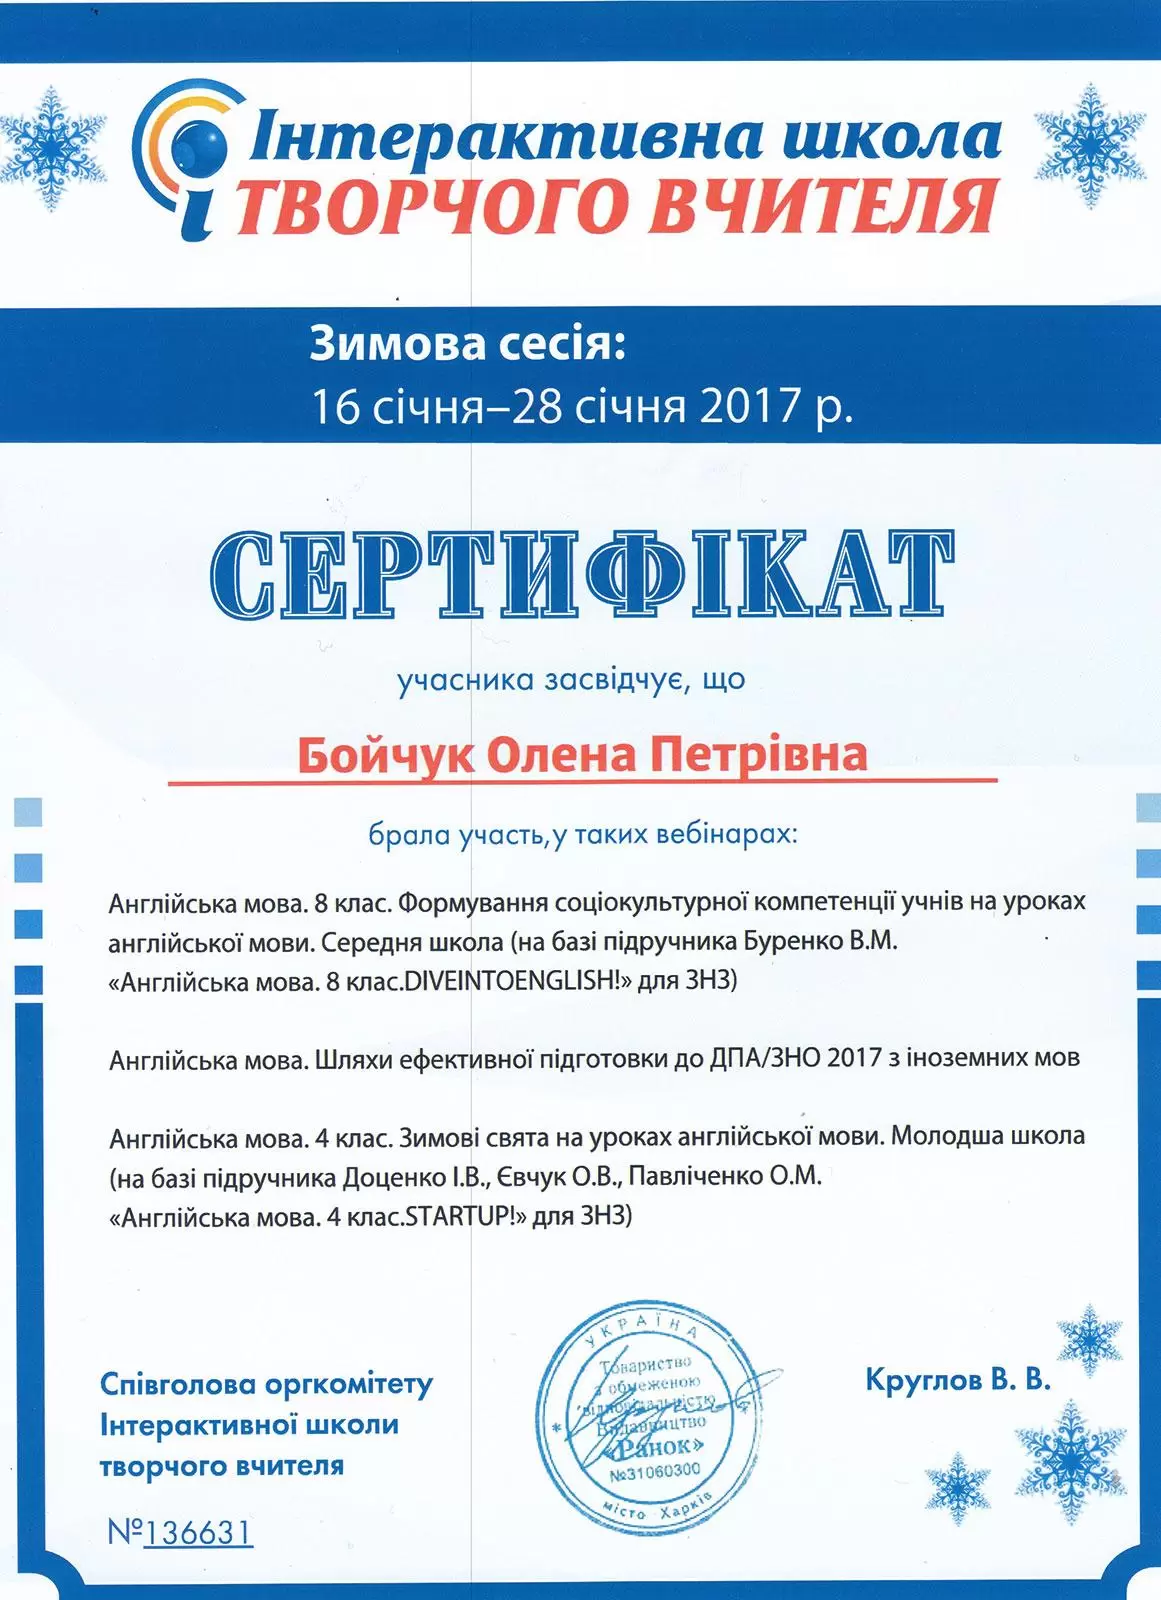 Інтерактивна школа
ТВОРЧОГО ВЧИТЕЛЯ
Зимова сесія:
16 січня–28 січня 2017 р.
СЕРТИФІКАТ
учасника засвідчує, що
Бойчук Олена Петрівна
брала участь,у таких вебінарах:
Англійська мова. 8 клас. Формування соціокультурної компетенції учнів на уроках
англійської мови. Середня школа (на базі підручника Буренко В.М.
«Англійська мова. 8 клас.DIVEINTOENGLISH!» для ЗНЗ)
Англійська мова. Шляхи ефективної підготовки до ДПА/ЗНО 2017 з іноземних мов
Англійська мова. 4 клас. Зимові свята на уроках англійської мови. Молодша школа
(на базі підручника Доценко І.В., Євчук О.В., Павліченко О.М.
«Англійська мова. 4 клас.STARTUP!» для ЗНЗ)
Співголова оргкомітету
Інтерактивної школи
творчого вчителя
№136631
УКРАЇНА
Товариство
з обмеженою
відповідальністю
Видавництво
«Ранок»
№31060300
місто Харків
Круглов В. В.